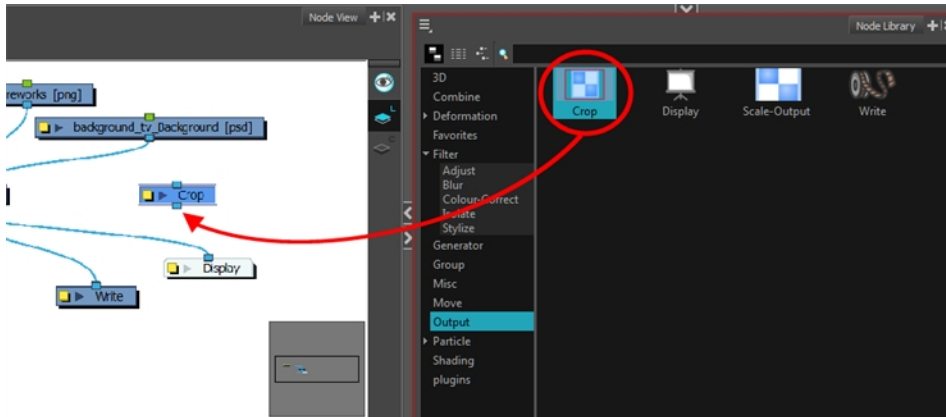 Node View
Node Library
reworks [png]
background_tv_Background [psd]
Crop
Display
Write
3D
Combine
Deformation
Favorites
Filter
Adjust
Blur
Colour-Correct
Isolate
Stylize
Generator
Group
Misc
Move
Output
Particle
Shading
plugins
Crop
Display
Scale-Output
Write